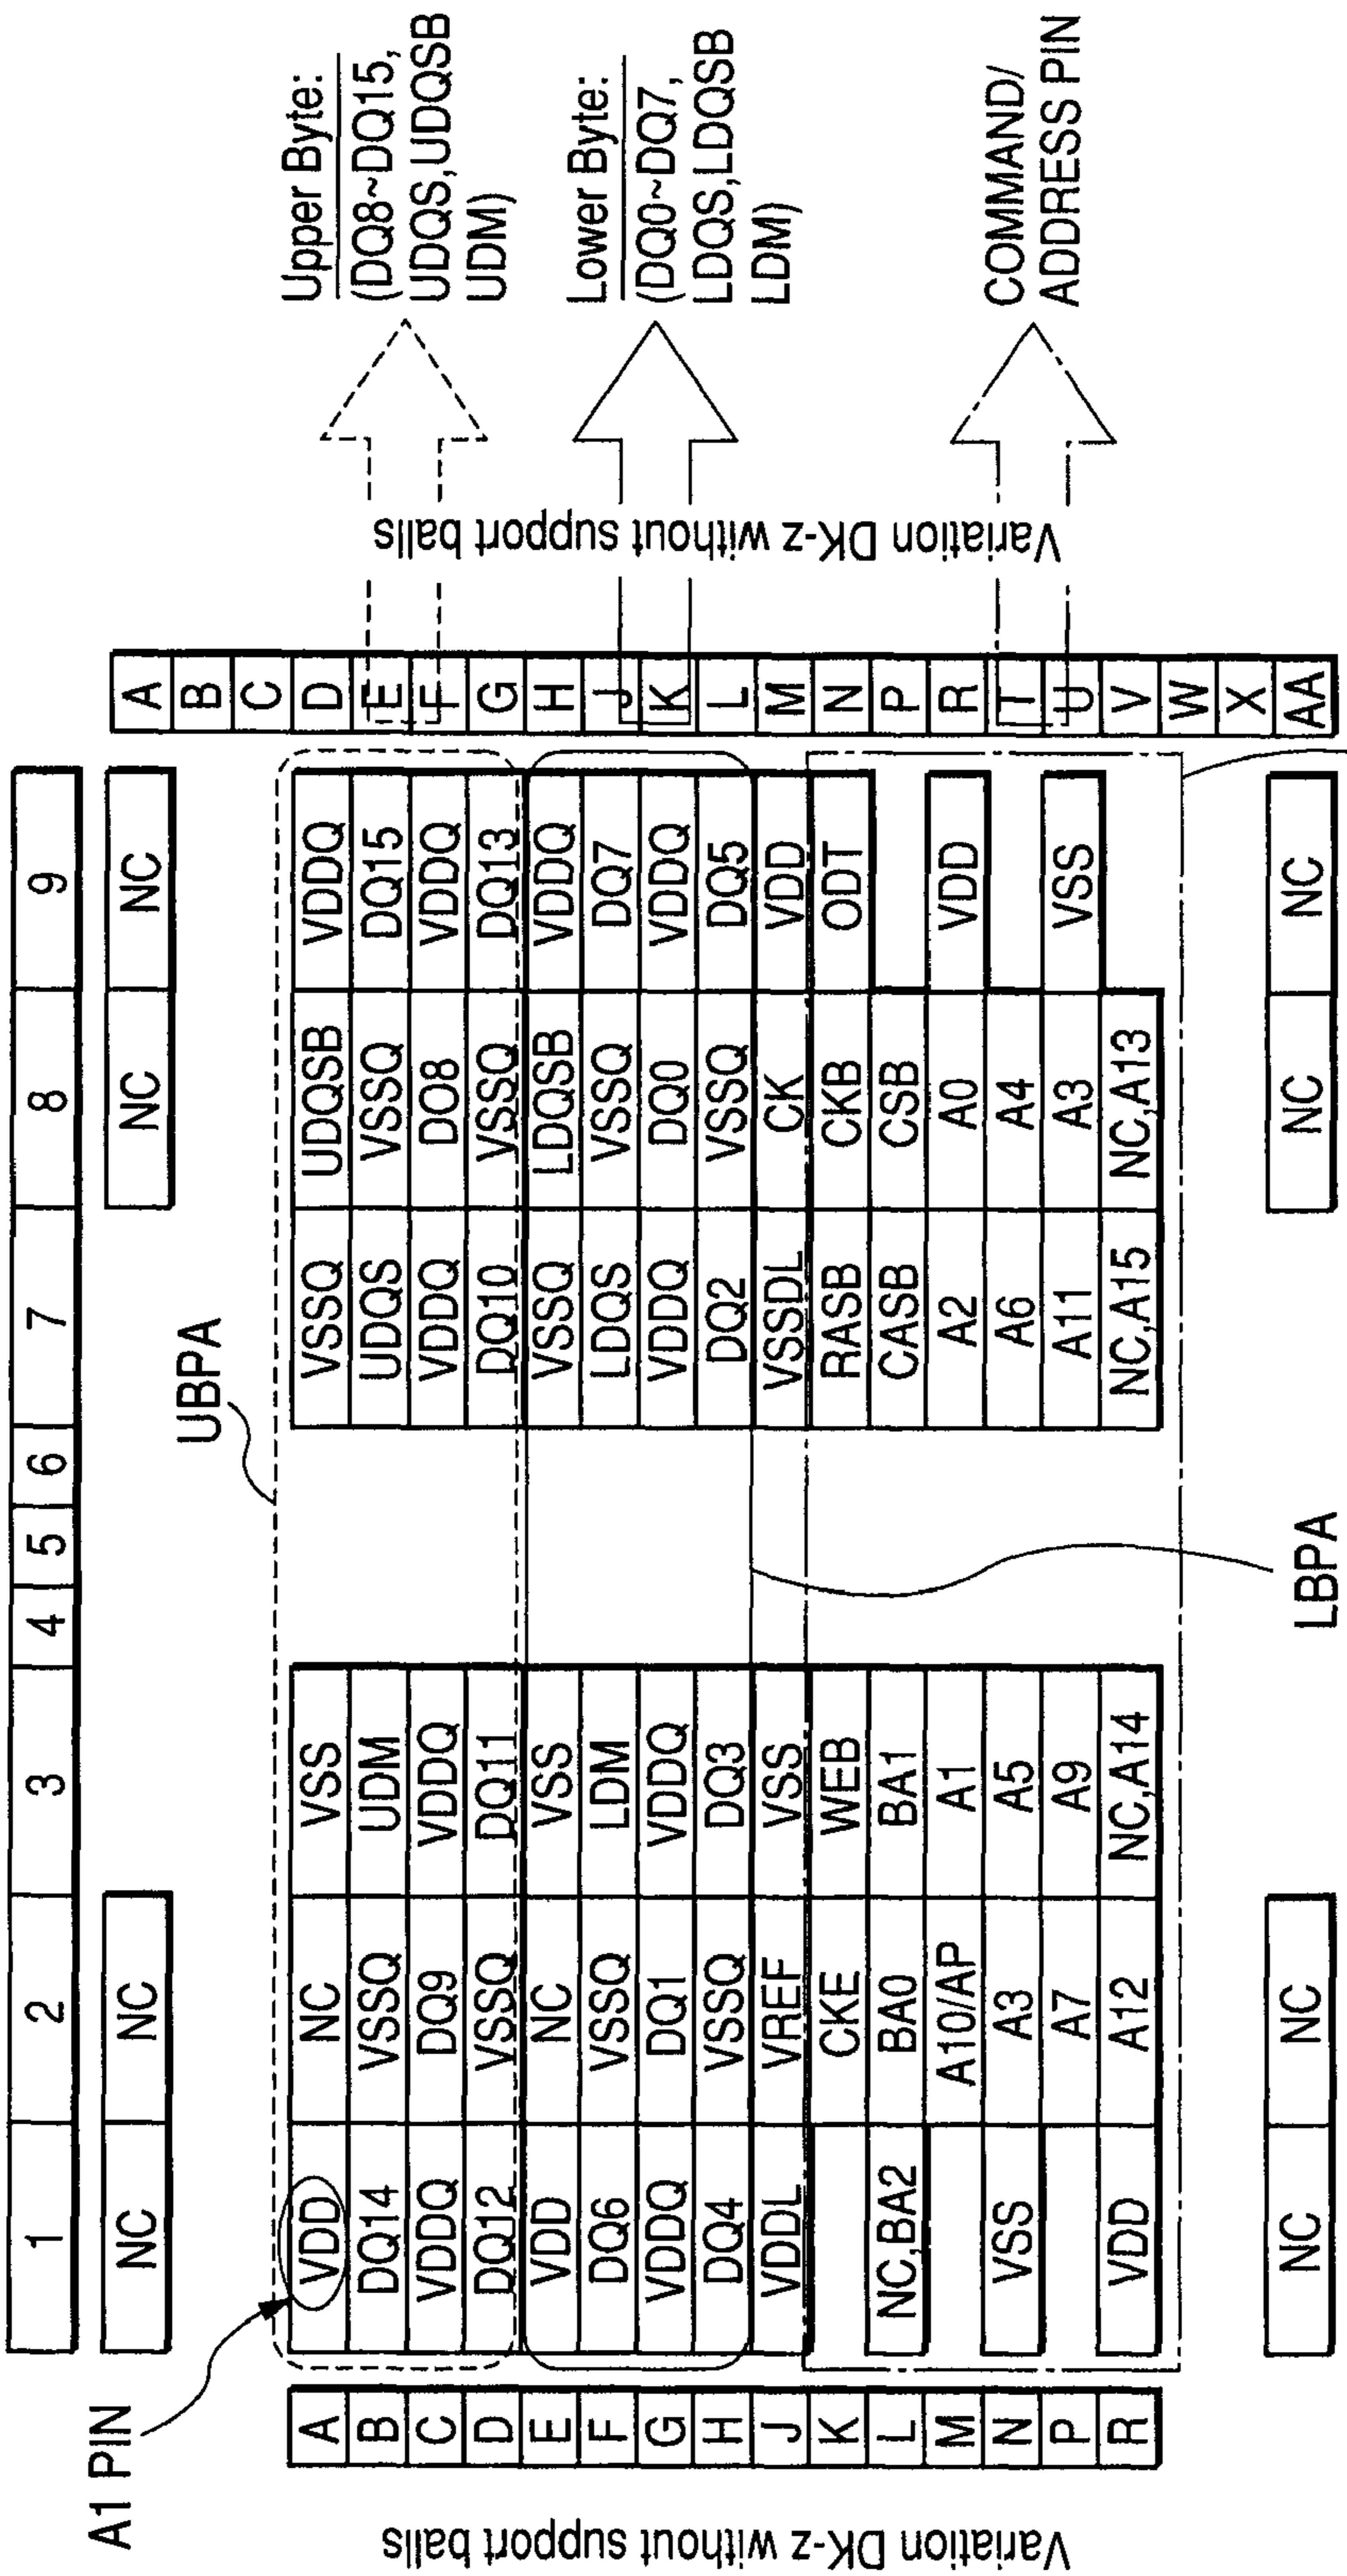 1 2 3 4 5 6 7 8 9
NC NC NC NC A
B
UBPA
C
A1 PIN
A VDD NC VSS VSSQ UDQSB VDDQ D
B DQ14 VSSQ UDM UDQS VSSQ DQ15 E
C VDDQ DQ9 VDDQ VDDQ DO8 VDDQ F
D DQ12 VSSQ DQ11 DQ10 VSSQ DQ13 G
E VDD NC VSS VSSQ LDQSB VDDQ H
F DQ6 VSSQ LDM LDQS VSSQ DQ7 J
G VDDQ DQ1 VDDQ VDDQ DQ0 VDDQ K
H DQ4 VSSQ DQ3 DQ2 VSSQ DQ5 L
J VDDL VREF VSS VSSDL CK VDD M
K CKE WEB RASB CKB ODT N
L NC,BA2 BA0 BA1 CASB CSB P
M A10/AP A1 A2 A0 VDD R
N VSS A3 A5 A6 A4 T
P A7 A9 A11 A3 VSS U
R VDD A12 NC,A14 NC,A15 NC,A13 V
W
X
NC NC NC NC AA
LBPA
Variation DK-z without support balls
Variation DK-z without support balls
Upper Byte:
(DQ8~DQ15,
UDQS,UDQSB
UDM)
Lower Byte:
(DQ0~DQ7,
LDQS,LDQSB
LDM)
COMMAND/
ADDRESS PIN